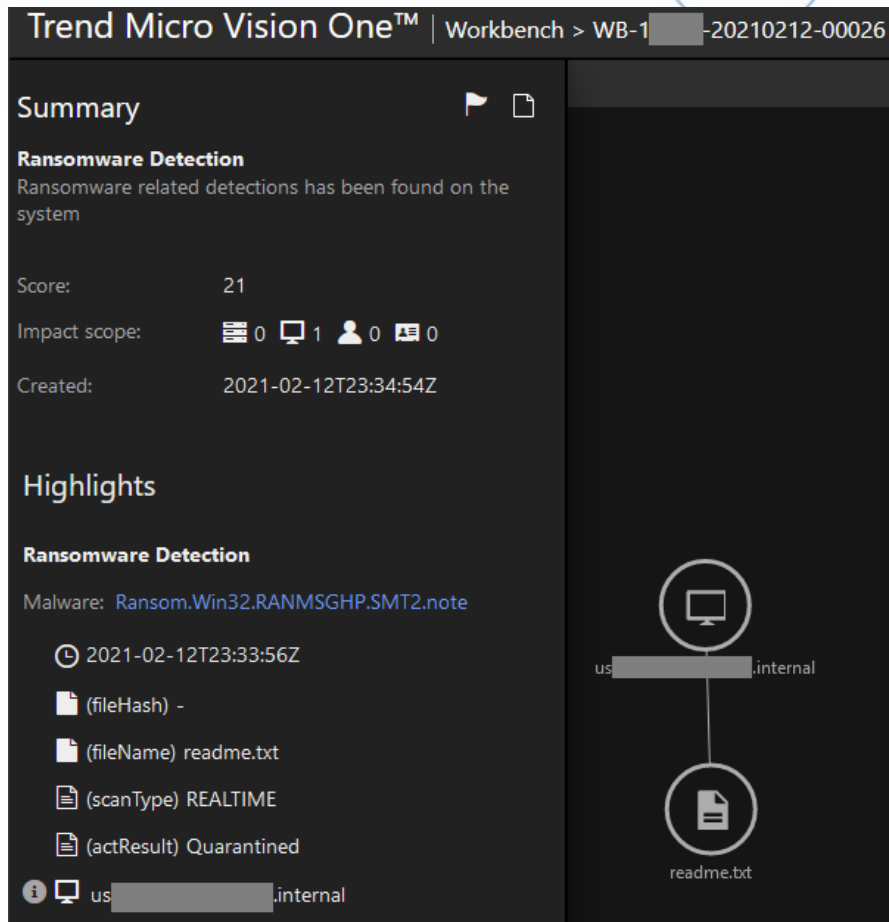 Trend Micro Vision One™ | Workbench > WB-1 -20210212-00026
Summary
Ransomware Detection
Ransomware related detections has been found on the
system
Score: 21
Impact scope: 0 1 0 0
Created: 2021-02-12T23:34:54Z
Highlights
Ransomware Detection
Malware: Ransom.Win32.RANMSGHP.SMT2.note
2021-02-12T23:33:56Z
(fileHash) -
(fileName) readme.txt
(scanType) REALTIME
(actResult) Quarantined
us .internal
us .internal
readme.txt